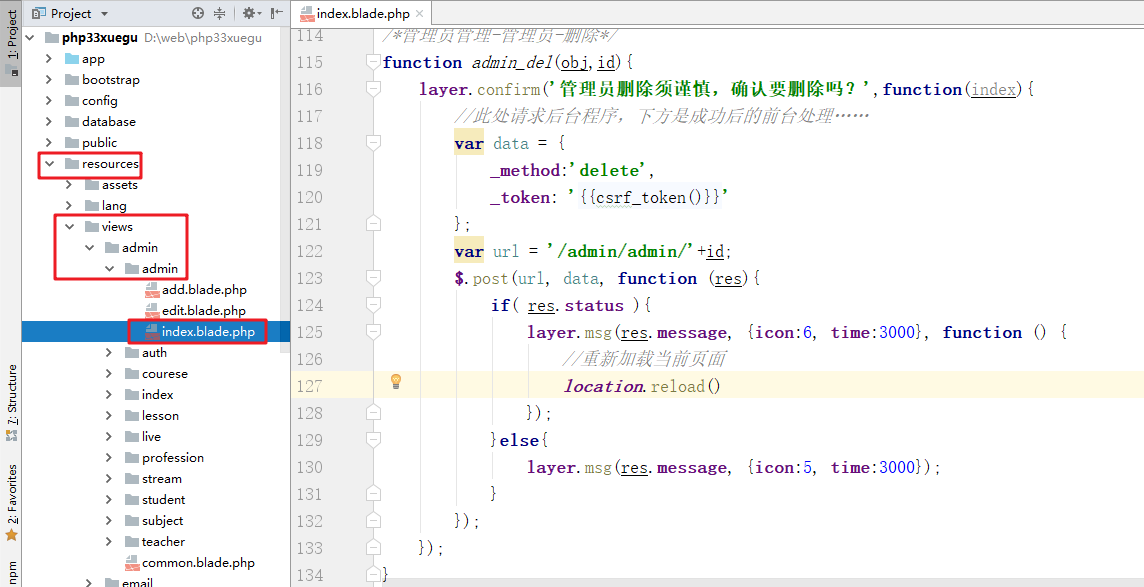 1: Project
7: Structure
2: Favorites
npm
Project
php33xuegu D:\web\php33xuegu
app
bootstrap
config
database
public
resources
assets
lang
views
admin
admin
add.blade.php
edit.blade.php
index.blade.php
auth
courese
index
lesson
live
profession
stream
student
subject
teacher
common.blade.php
email
index.blade.php
114 /*管理员管理-管理员-删除*/
115 function admin_del(obj,id){
116 layer.confirm('管理员删除须谨慎，确认要删除吗？',function(index){
117 //此处请求后台程序，下方是成功后的前台处理……
118 var data = {
119 _method:'delete',
120 _token: '{{csrf_token()}}'
121 };
122 var url = '/admin/admin/'+id;
123 $.post(url, data, function (res){
124 if( res.status ){
125 layer.msg(res.message, {icon:6, time:3000}, function () {
126 //重新加载当前页面
127 location.reload()
128 });
129 }else{
130 layer.msg(res.message, {icon:5, time:3000});
131 }
132 });
133 });
134 }